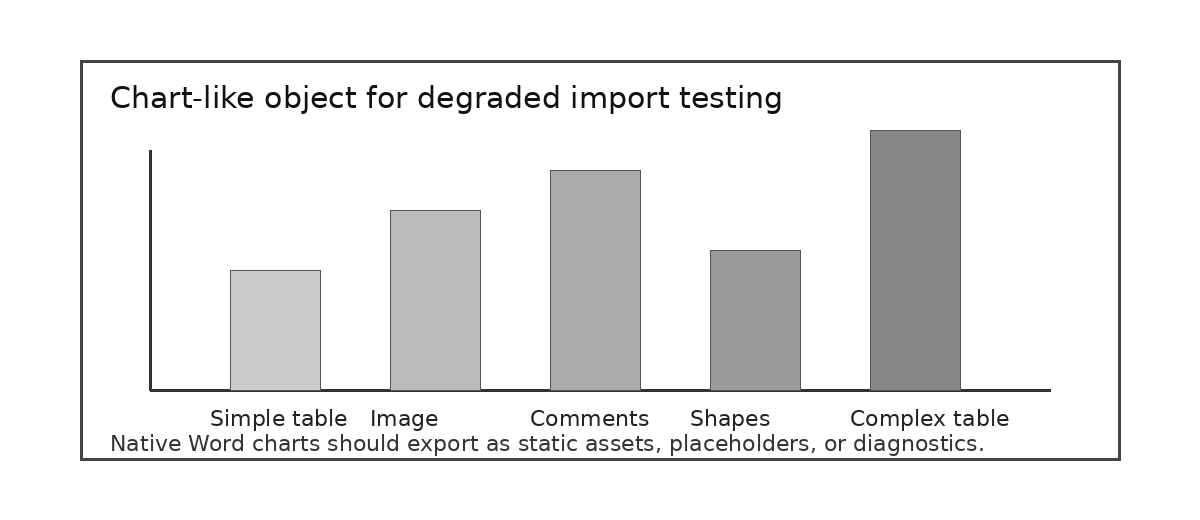 Chart-like object for degraded import testing
Simple table Image Comments Shapes Complex table
Native Word charts should export as static assets, placeholders, or diagnostics.